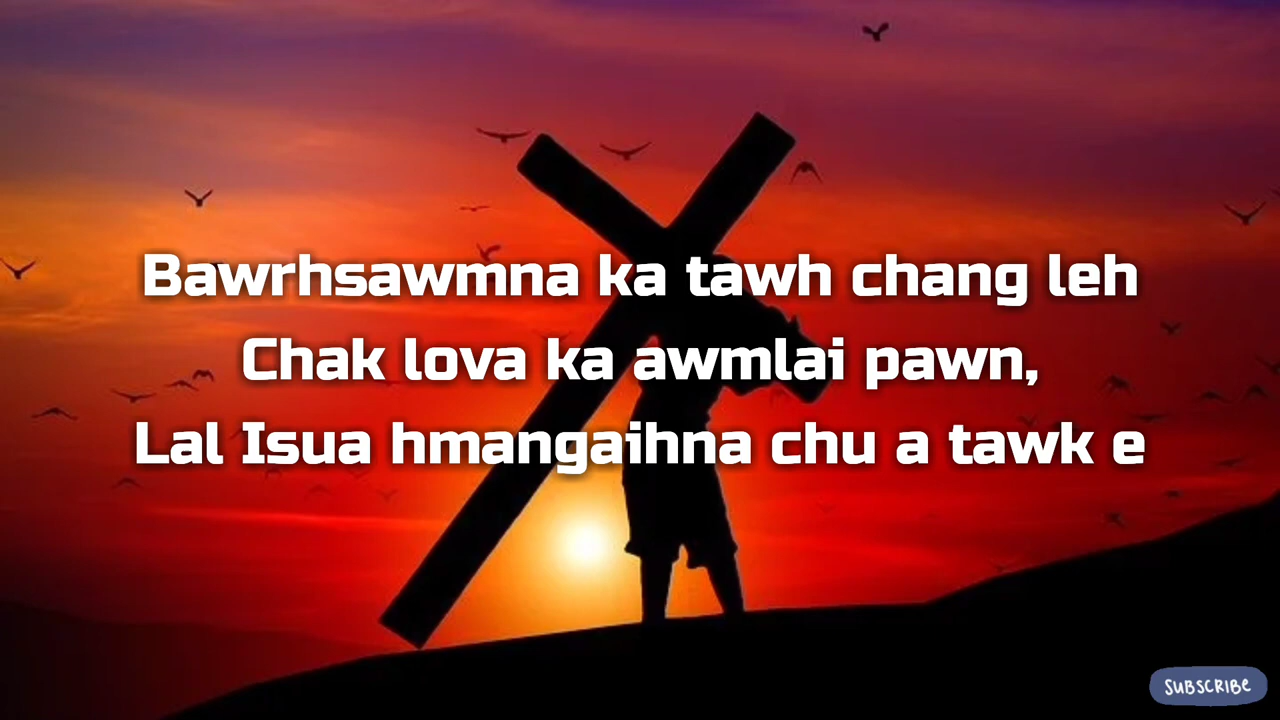 Bawrhsawmna ka tawh chang leh
Chak lova ka awmlai pawn,
Lal Isua hmangaihna chu a tawk e
SUBSCRIBE